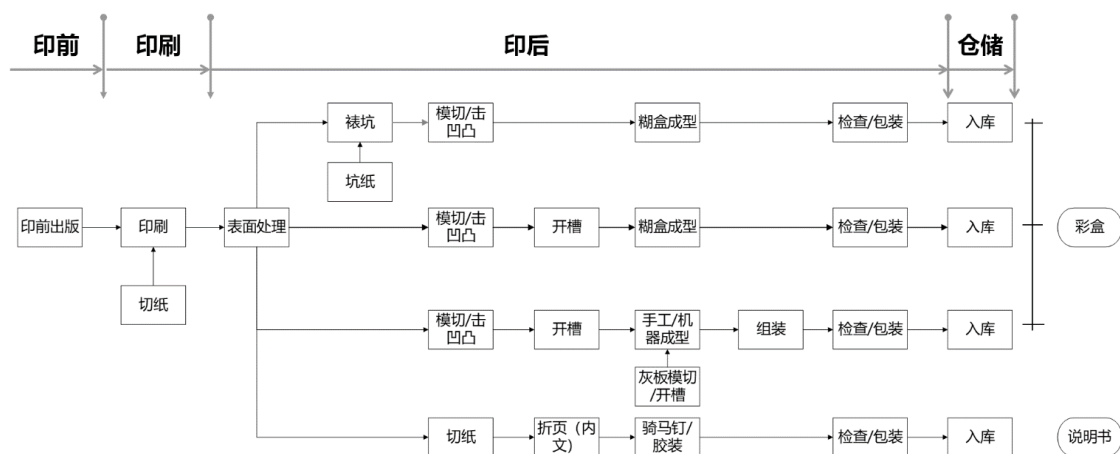 印前
印刷
印后
仓储
裱坑
模切/击
凹凸
糊盒成型
检查/包装
入库
坑纸
印前出版
印刷
表面处理
模切/击
凹凸
开槽
糊盒成型
检查/包装
入库
彩盒
切纸
模切/击
凹凸
开槽
手工/机
器成型
组装
检查/包装
入库
灰板模切
/开槽
切纸
折页（内
文）
骑马钉/
胶装
检查/包装
入库
说明书